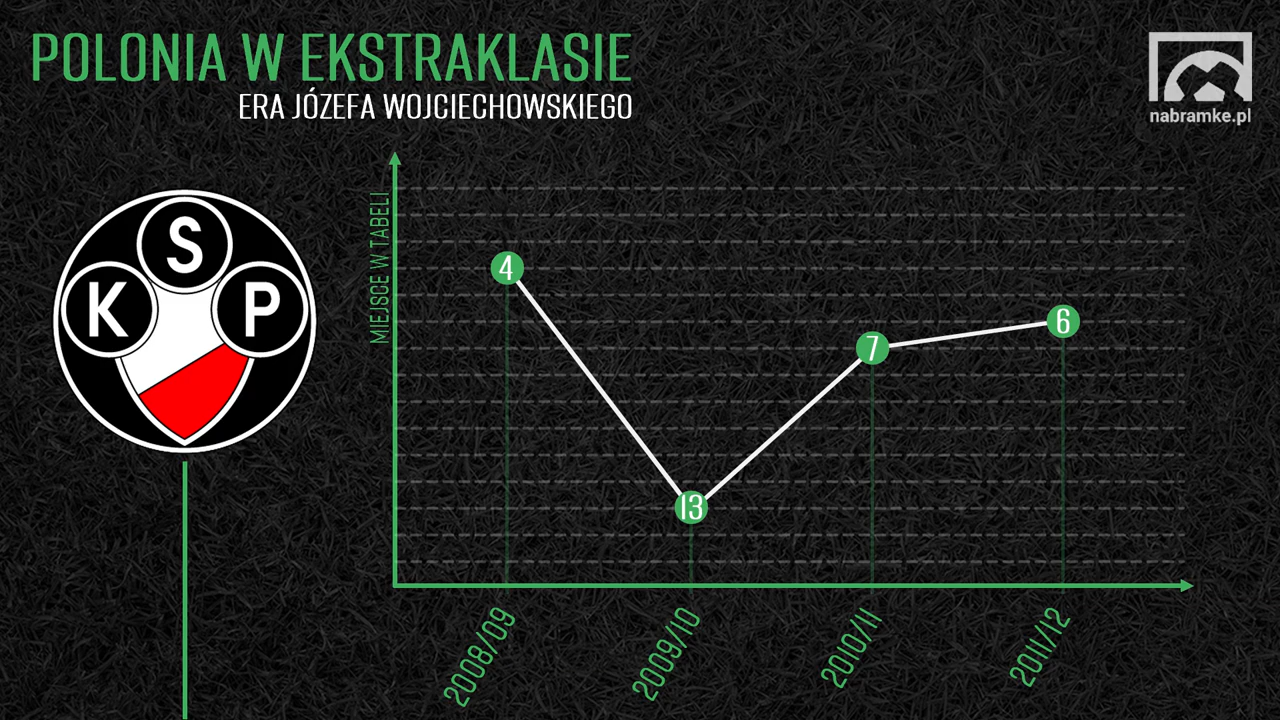 POLONIA W EKSTRAKLASIE
ERA JÓZEFA WOJCIECHOWSKIEGO
nabramke.pl
K S P
MIEJSCE W TABELI
4
13
7
6
2008/09
2009/10
2010/11
2011/12